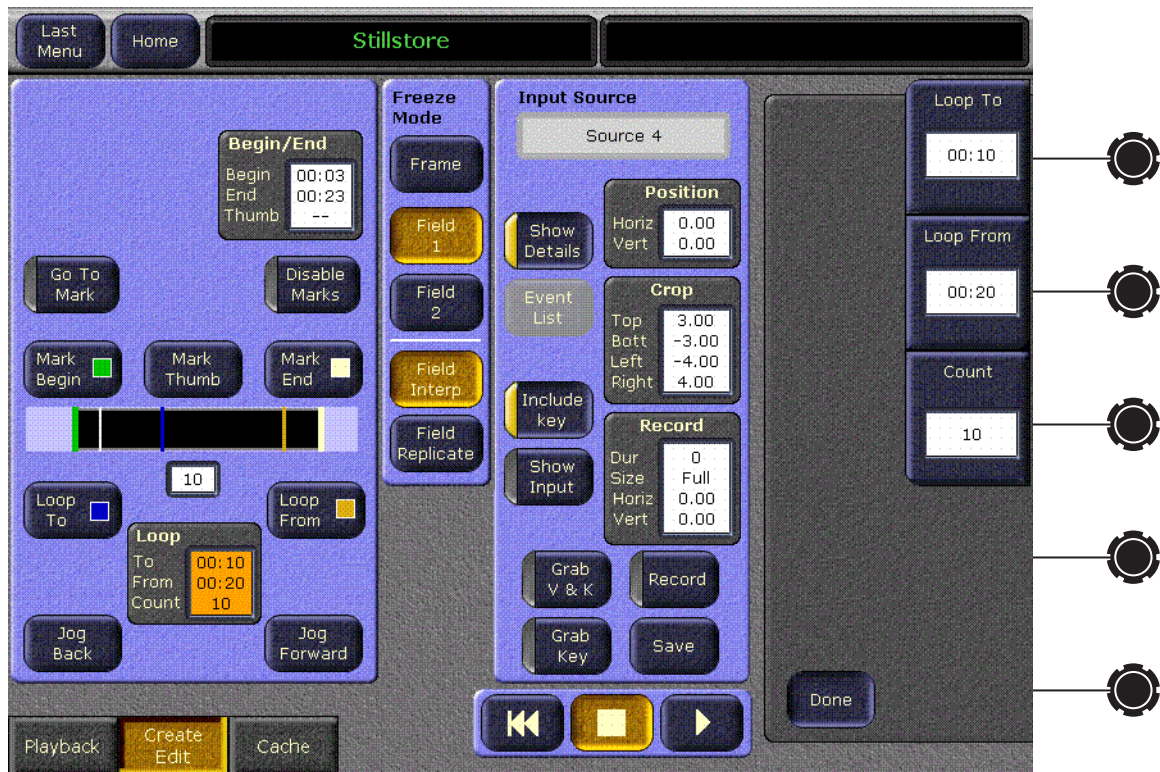 Last
Menu
Home
Stillstore
Begin/End
Begin 00:03
End 00:23
Thumb --
Go To
Mark
Disable
Marks
Mark
Begin
Mark
Thumb
Mark
End
10
Loop
To
Loop
From
Loop
To 00:10
From 00:20
Count 10
Jog
Back
Jog
Forward
Freeze
Mode
Frame
Field
1
Field
2
Field
Interp
Field
Replicate
Input Source
Source 4
Show
Details
Event
List
Include
key
Show
Input
Position
Horiz 0.00
Vert 0.00
Crop
Top 3.00
Bott -3.00
Left -4.00
Right 4.00
Record
Dur 0
Size Full
Horiz 0.00
Vert 0.00
Grab
V & K
Record
Grab
Key
Save
Loop To
00:10
Loop From
00:20
Count
10
Done
Playback
Create
Edit
Cache